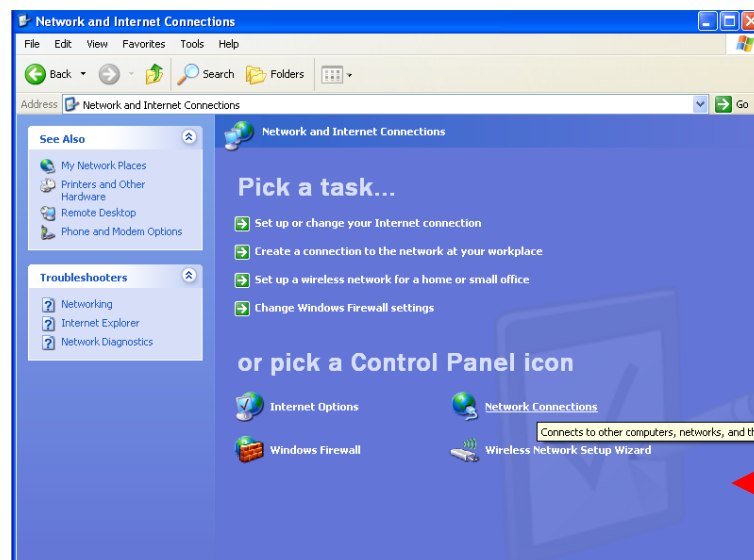 Network and Internet Connections
File Edit View Favorites Tools Help
Back Search Folders
Address Network and Internet Connections Go
See Also
My Network Places
Printers and Other
Hardware
Remote Desktop
Phone and Modem Options
Troubleshooters
Networking
Internet Explorer
Network Diagnostics
Network and Internet Connections
Pick a task...
Set up or change your Internet connection
Create a connection to the network at your workplace
Set up a wireless network for a home or small office
Change Windows Firewall settings
or pick a Control Panel icon
Internet Options Network Connections
Connects to other computers, networks, and
Windows Firewall Wireless Network Setup Wizard